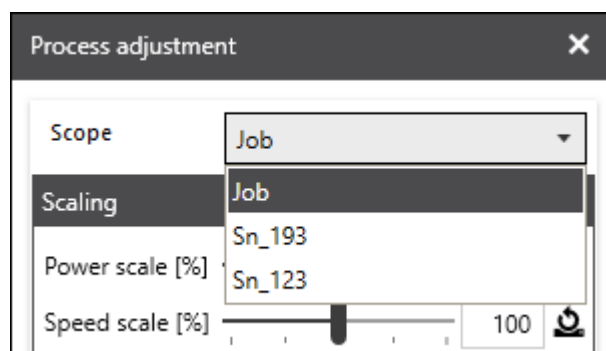 Process adjustment
Scope Job
Job
Scaling
Sn_193
Power scale [%]
Sn_123
Speed scale [%] 100